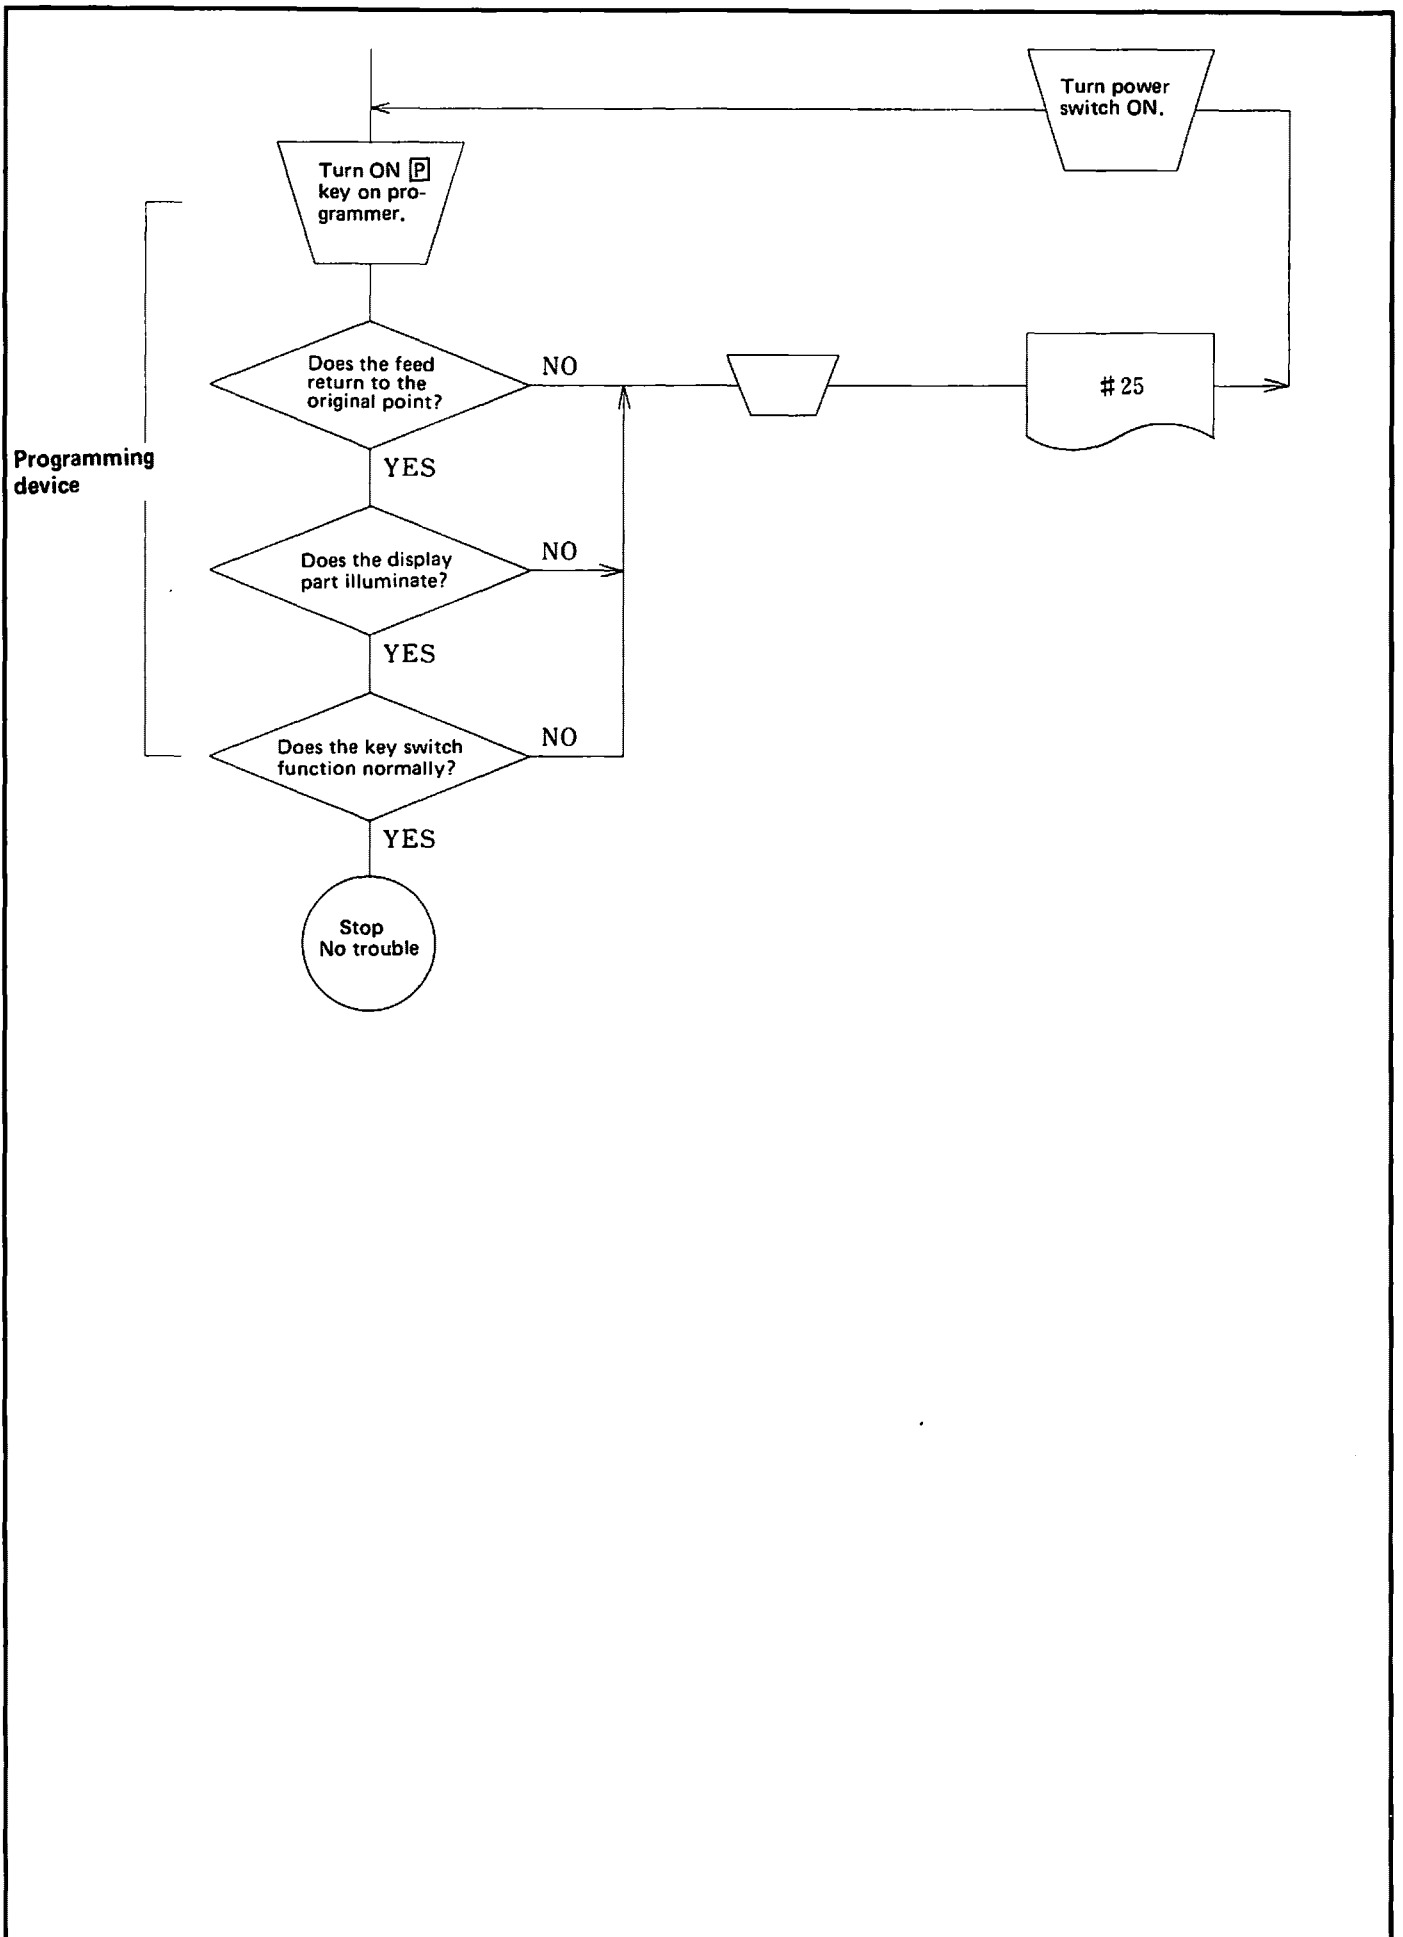 Turn power
switch ON.
Turn ON P
key on pro-
grammer.
Does the feed
return to the
original point?
NO
# 25
YES
Programming
device
Does the display
part illuminate?
NO
YES
Does the key switch
function normally?
NO
YES
Stop
No trouble